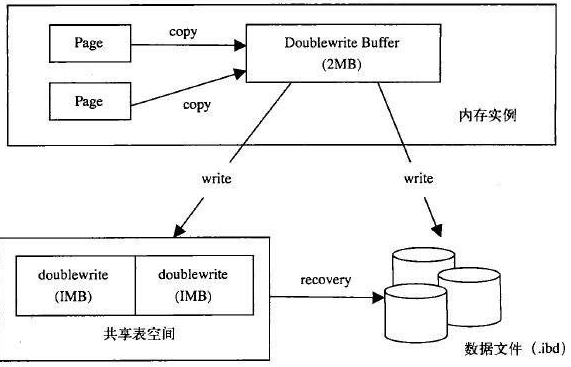 Page
copy
Doublewrite Buffer
(2MB)
Page
copy
内存实例
write
write
doublewrite
(IMB)
doublewrite
(IMB)
recovery
共享表空间
数据文件（.ibd）